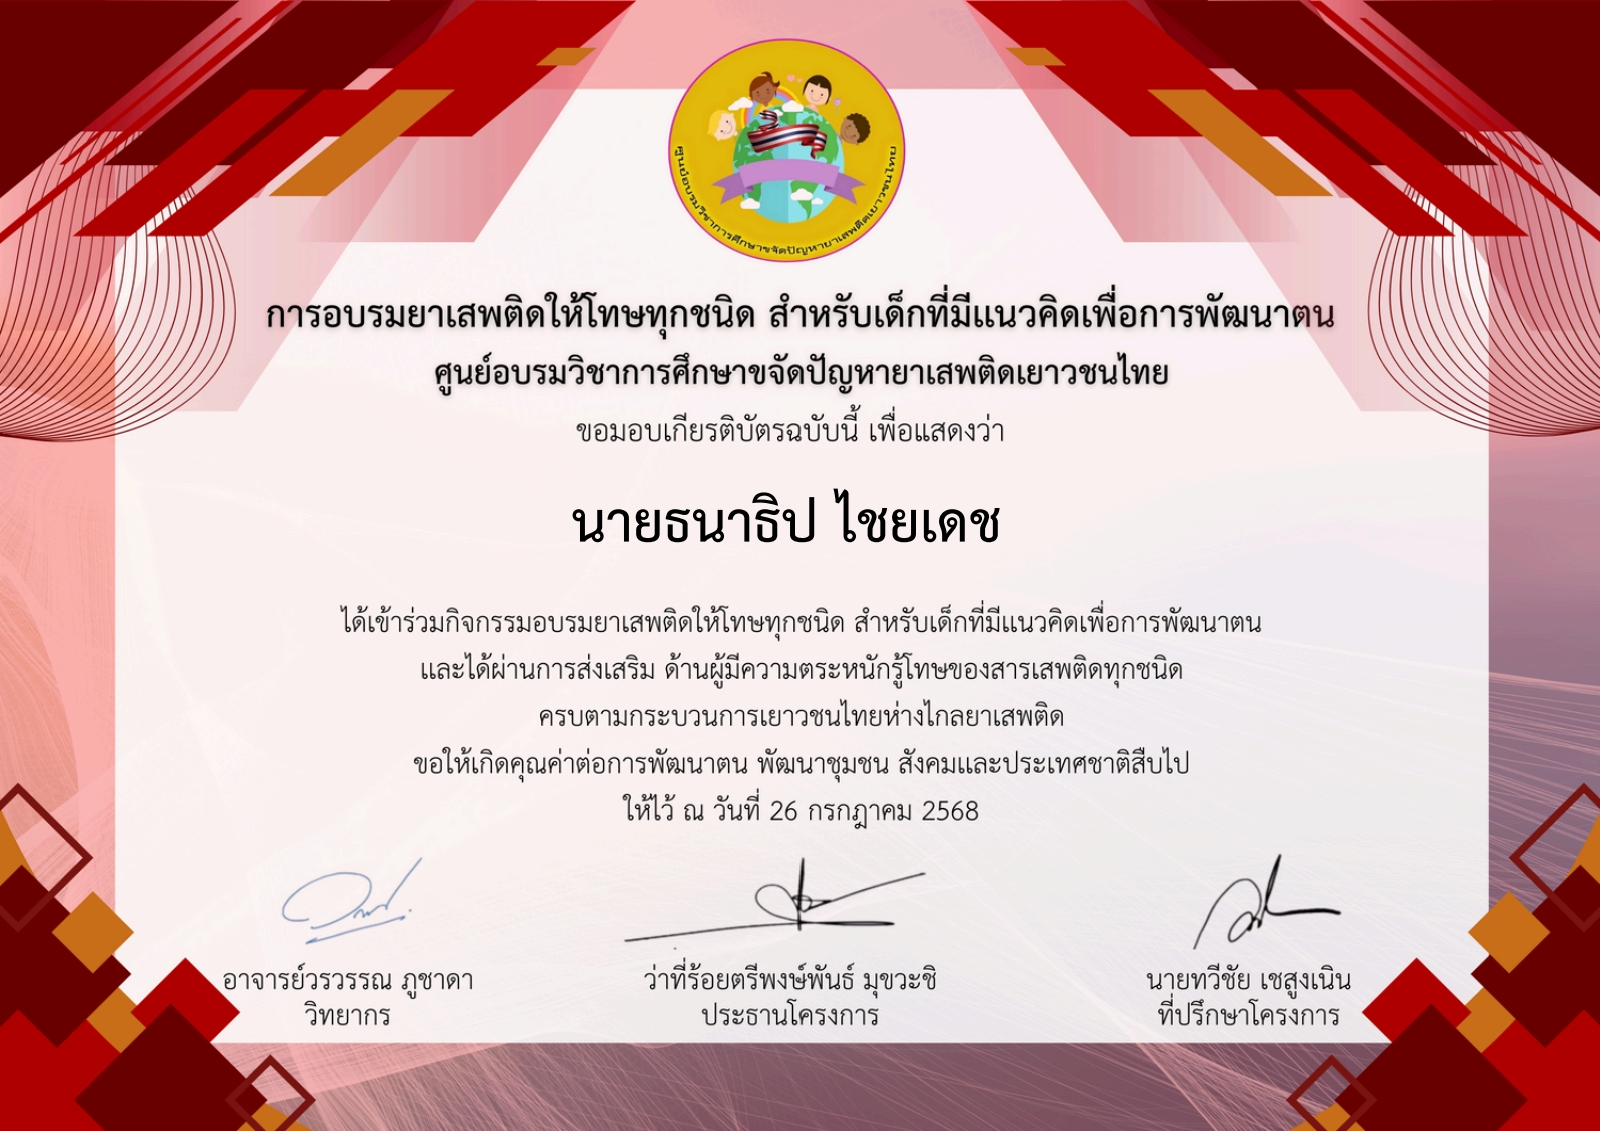 ศูนย์อบรมวิชาการศึกษาขจัดปัญหายาเสพติดเยาวชนไทย
การอบรมยาเสพติดให้โทษทุกชนิด สำหรับเด็กที่มีแนวคิดเพื่อการพัฒนาตน
ศูนย์อบรมวิชาการศึกษาขจัดปัญหายาเสพติดเยาวชนไทย
ขอมอบเกียรติบัตรฉบับนี้ เพื่อแสดงว่า
นายธนาธิป ไชยเดช
ได้เข้าร่วมกิจกรรมอบรมยาเสพติดให้โทษทุกชนิด สำหรับเด็กที่มีแนวคิดเพื่อการพัฒนาตน
และได้ผ่านการส่งเสริม ด้านผู้มีความตระหนักรู้โทษของสารเสพติดทุกชนิด
ครบตามกระบวนการเยาวชนไทยห่างไกลยาเสพติด
ขอให้เกิดคุณค่าต่อการพัฒนาตน พัฒนาชุมชน สังคมและประเทศชาติสืบไป
ให้ไว้ ณ วันที่ 26 กรกฎาคม 2568
อาจารย์วรวรรณ ภูชาดา
วิทยากร
ว่าที่ร้อยตรีพงษ์พันธ์ มุขวะชิ
ประธานโครงการ
นายทวีชัย เชสูงเนิน
ที่ปรึกษาโครงการ